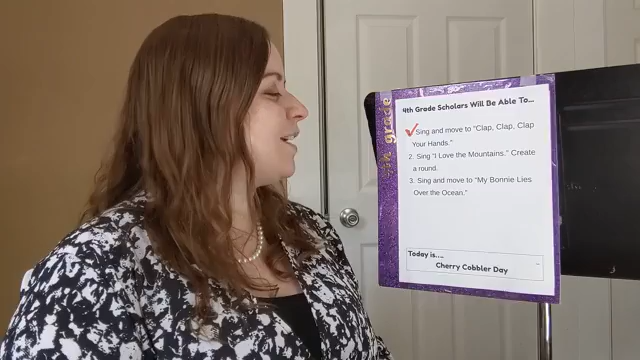 4th grade
4th Grade Scholars Will Be Able To...
Sing and move to "Clap, Clap, Clap
Your Hands."
2. Sing "I Love the Mountains." Create
a round.
3. Sing and move to "My Bonnie Lies
Over the Ocean."
Today is....
Cherry Cobbler Day